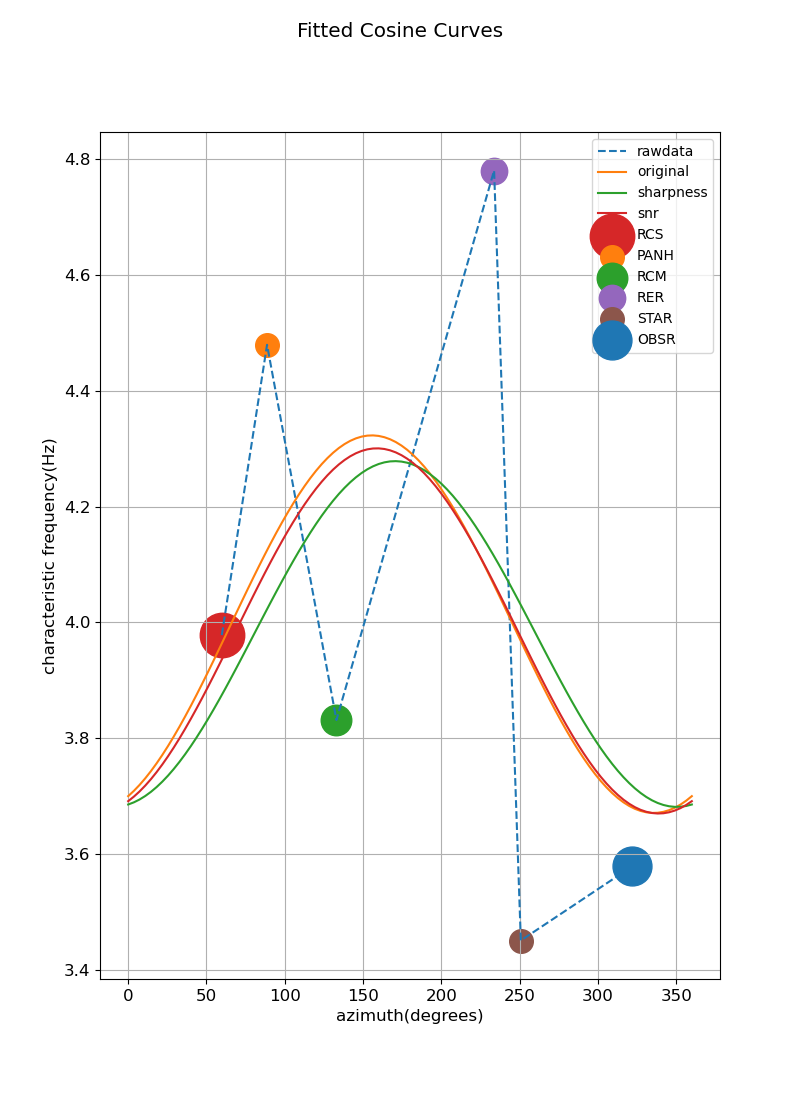 Fitted Cosine Curves
4.8
4.6
4.4
4.2
4.0
3.8
3.6
3.4
characteristic frequency(Hz)
rawdata
original
sharpness
snr
RCS
PANH
RCM
RER
STAR
OBSR
0 50 100 150 200 250 300 350
azimuth(degrees)